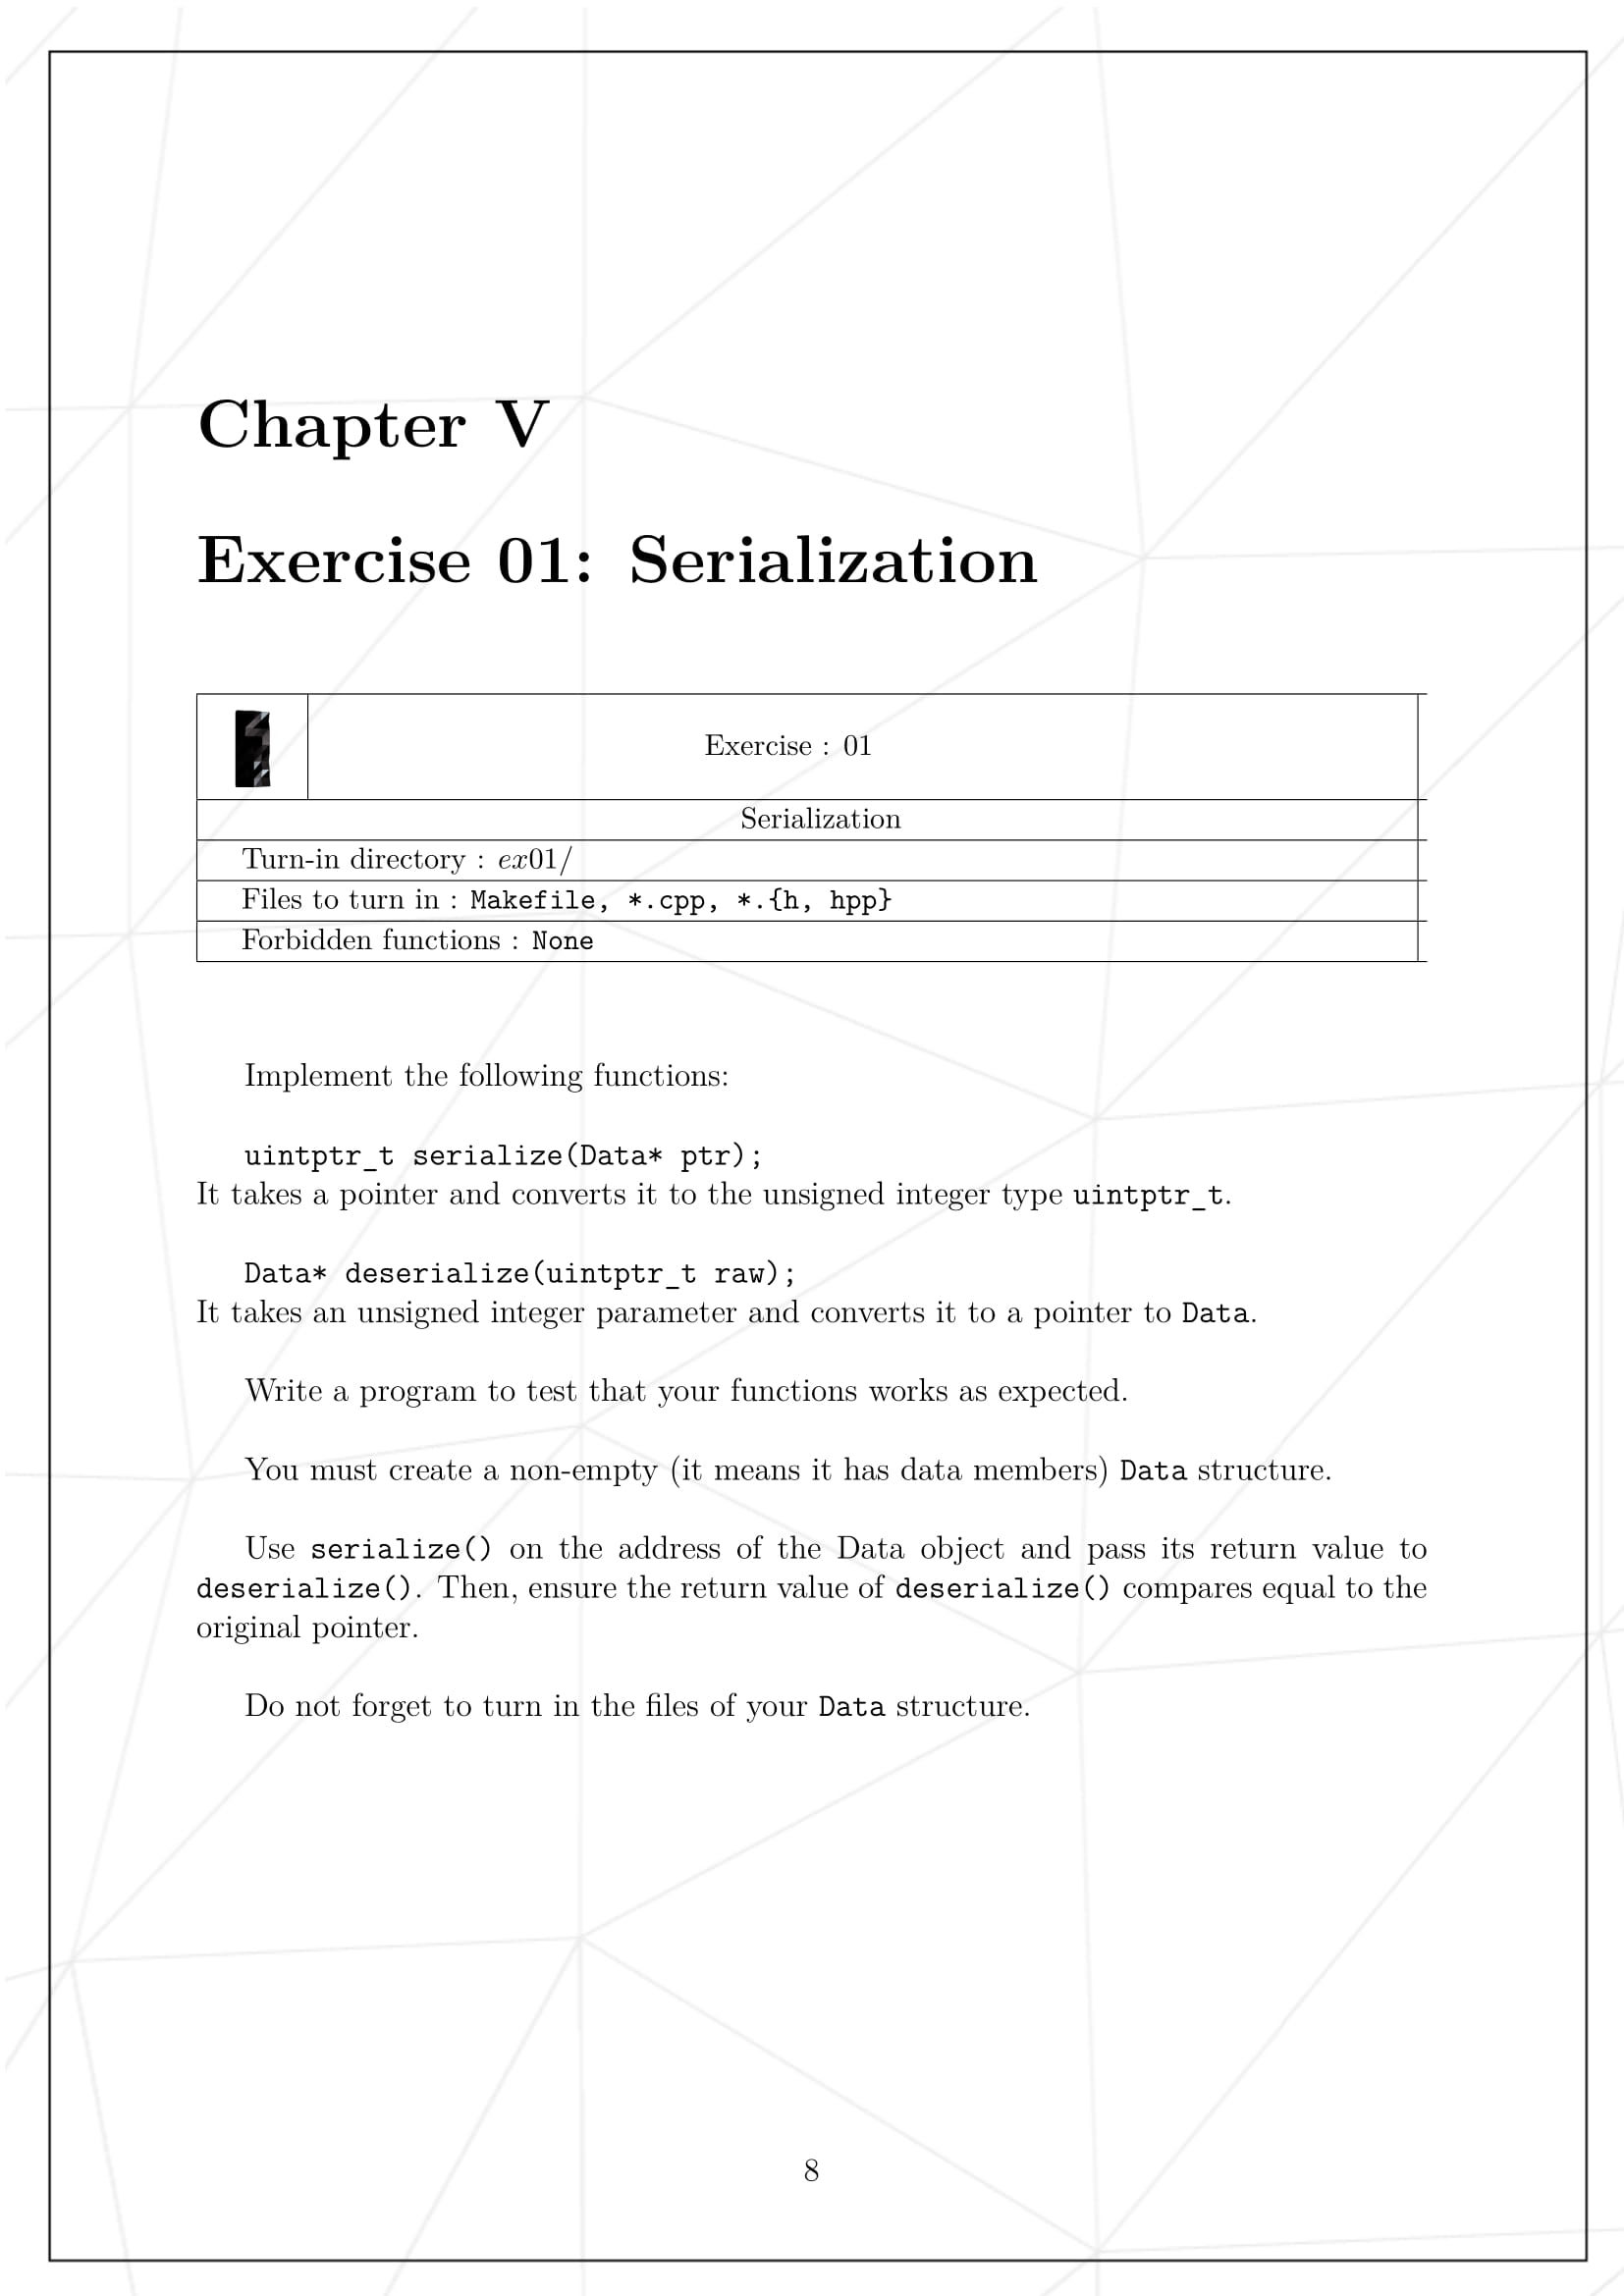 Chapter V
Exercise 01: Serialization
Exercise : 01
Serialization
Turn-in directory : ex01/
Files to turn in : Makefile, *.cpp, *.{h, hpp}
Forbidden functions : None
Implement the following functions:
uintptr_t serialize(Data* ptr);
It takes a pointer and converts it to the unsigned integer type uintptr_t.
Data* deserialize(uintptr_t raw);
It takes an unsigned integer parameter and converts it to a pointer to Data.
Write a program to test that your functions works as expected.
You must create a non-empty (it means it has data members) Data structure.
Use serialize() on the address of the Data object and pass its return value to
deserialize(). Then, ensure the return value of deserialize() compares equal to the
original pointer.
Do not forget to turn in the files of your Data structure.
8